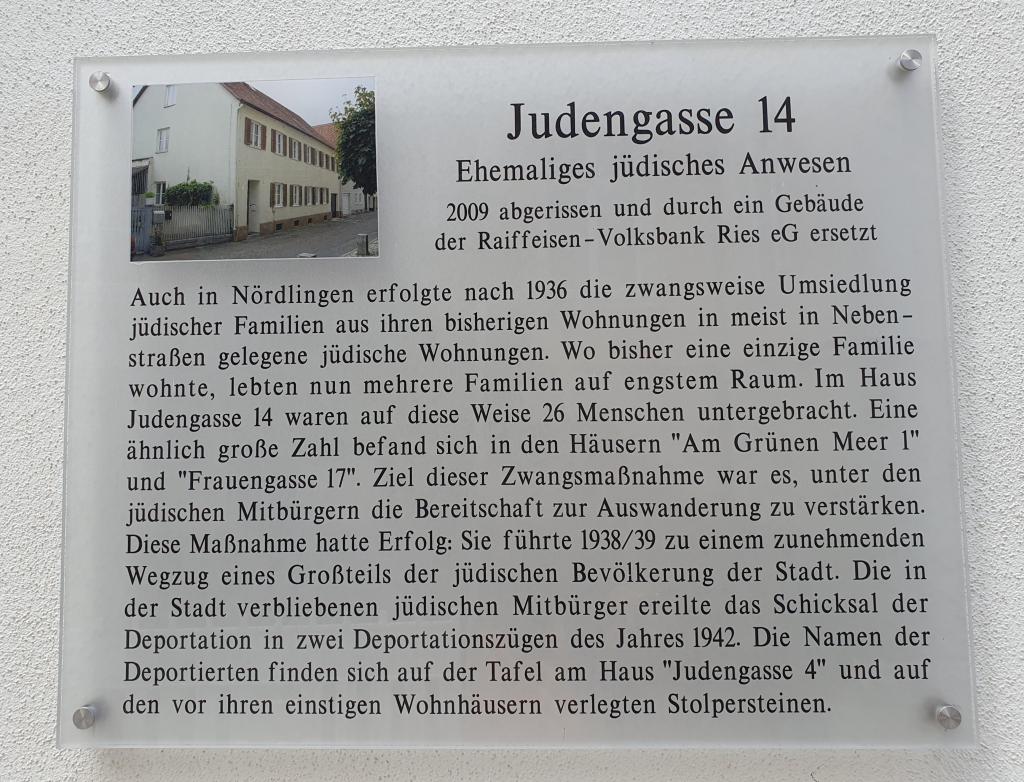 Judengasse 14
Ehemaliges jüdisches Anwesen
2009 abgerissen und durch ein Gebäude
der Raiffeisen-Volksbank Ries eG ersetzt
Auch in Nördlingen erfolgte nach 1936 die zwangsweise Umsiedlung
jüdischer Familien aus ihren bisherigen Wohnungen in meist in Neben-
straßen gelegene jüdische Wohnungen. Wo bisher eine einzige Familie
wohnte, lebten nun mehrere Familien auf engstem Raum. Im Haus
Judengasse 14 waren auf diese Weise 26 Menschen untergebracht. Eine
ähnlich große Zahl befand sich in den Häusern "Am Grünen Meer 1"
und "Frauengasse 17". Ziel dieser Zwangsmaßnahme war es, unter den
jüdischen Mitbürgern die Bereitschaft zur Auswanderung zu verstärken.
Diese Maßnahme hatte Erfolg: Sie führte 1938/39 zu einem zunehmenden
Wegzug eines Großteils der jüdischen Bevölkerung der Stadt. Die in
der Stadt verbliebenen jüdischen Mitbürger ereilte das Schicksal der
Deportation in zwei Deportationszügen des Jahres 1942. Die Namen der
Deportierten finden sich auf der Tafel am Haus "Judengasse 4" und auf
den vor ihren einstigen Wohnhäusern verlegten Stolpersteinen.